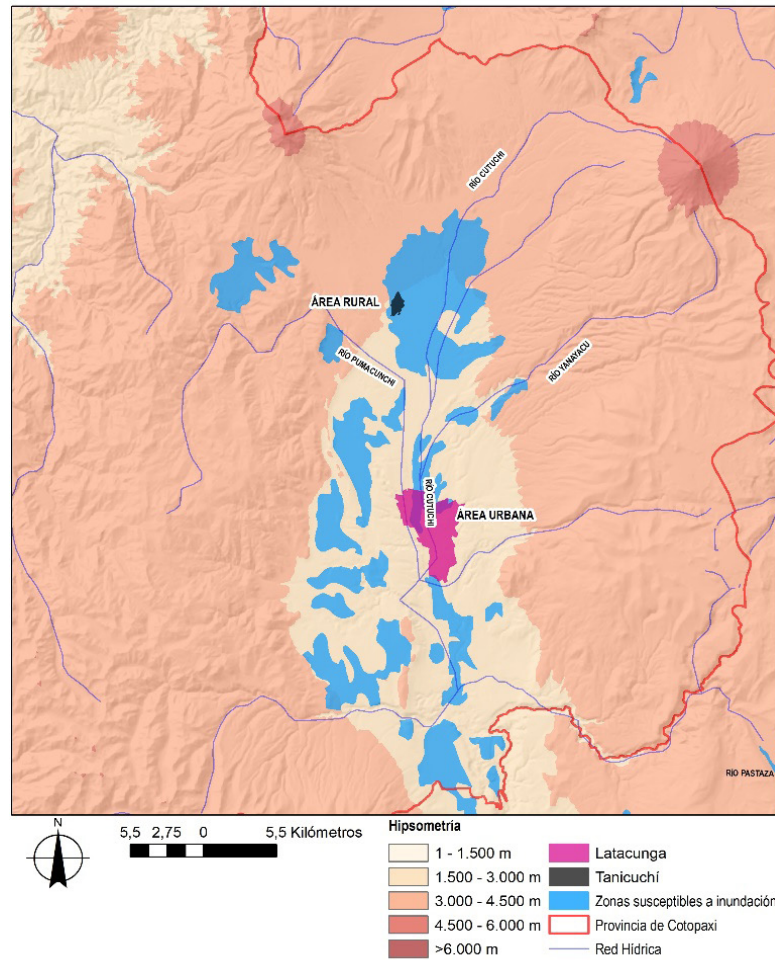 RÍO CUTUCHI
ÁREA RURAL
RÍO PUMACUNCHI
RÍO YANAYACU
RÍO CUTUCHI
ÁREA URBANA
RÍO PASTAZA
N
5,5 2,75 0 5,5 Kilómetros
Hipsometría
1 - 1.500 m
1.500 - 3.000 m
3.000 - 4.500 m
4.500 - 6.000 m
>6.000 m
Latacunga
Tanicuchí
Zonas susceptibles a inundación
Provincia de Cotopaxi
Red Hídrica